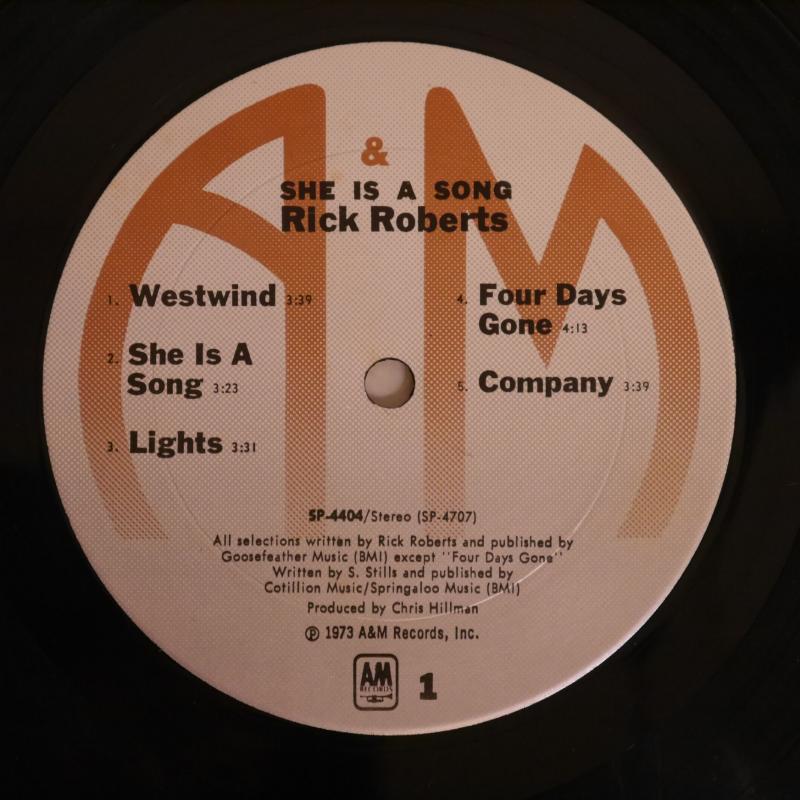 A & M
SHE IS A SONG
Rick Roberts
1. Westwind 3:39
2. She Is A
Song 3:23
3. Lights 3:31
4. Four Days
Gone 4:13
5. Company 3:39
SP-4404/Stereo (SP-4707)
All selections written by Rick Roberts and published by
Goosefeather Music (BMI) except "Four Days Gone"
Written by S. Stills and published by
Cotillion Music/Springaloo Music (BMI)
Produced by Chris Hillman
℗ 1973 A&M Records, Inc.
AM
RECORDS
1